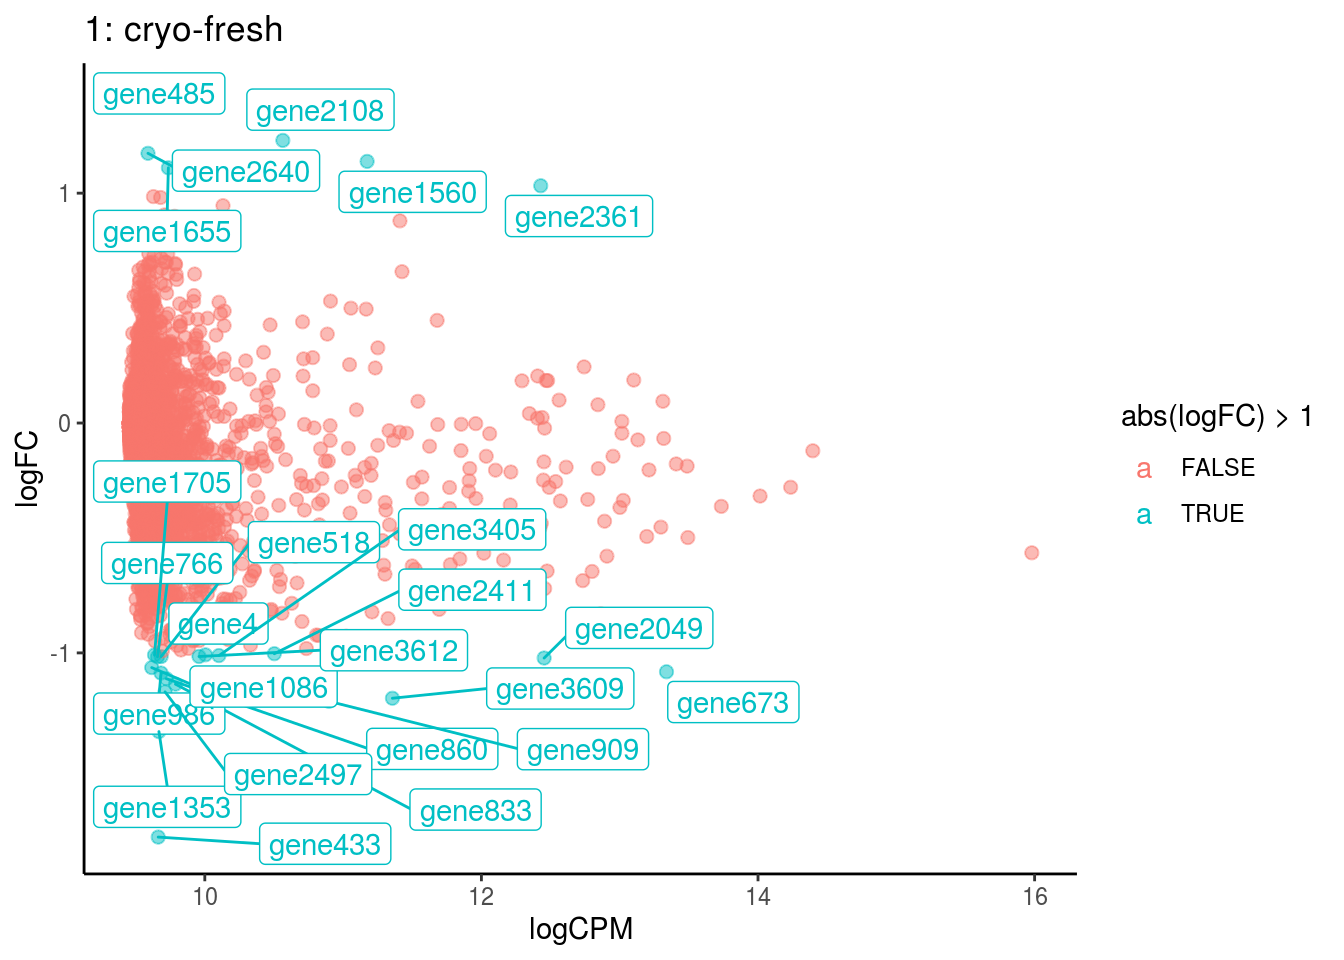 1: cryo-fresh
gene485
gene2108
gene2640
gene1560
gene2361
gene1655
gene1705
gene518
gene3405
gene766
gene2411
gene4
gene2049
gene3612
gene1086
gene3609
gene673
gene986
gene860
gene909
gene2497
gene1353
gene833
gene433
1
0
-1
logFC
10
12
14
16
logCPM
abs(logFC) > 1
a FALSE
a TRUE